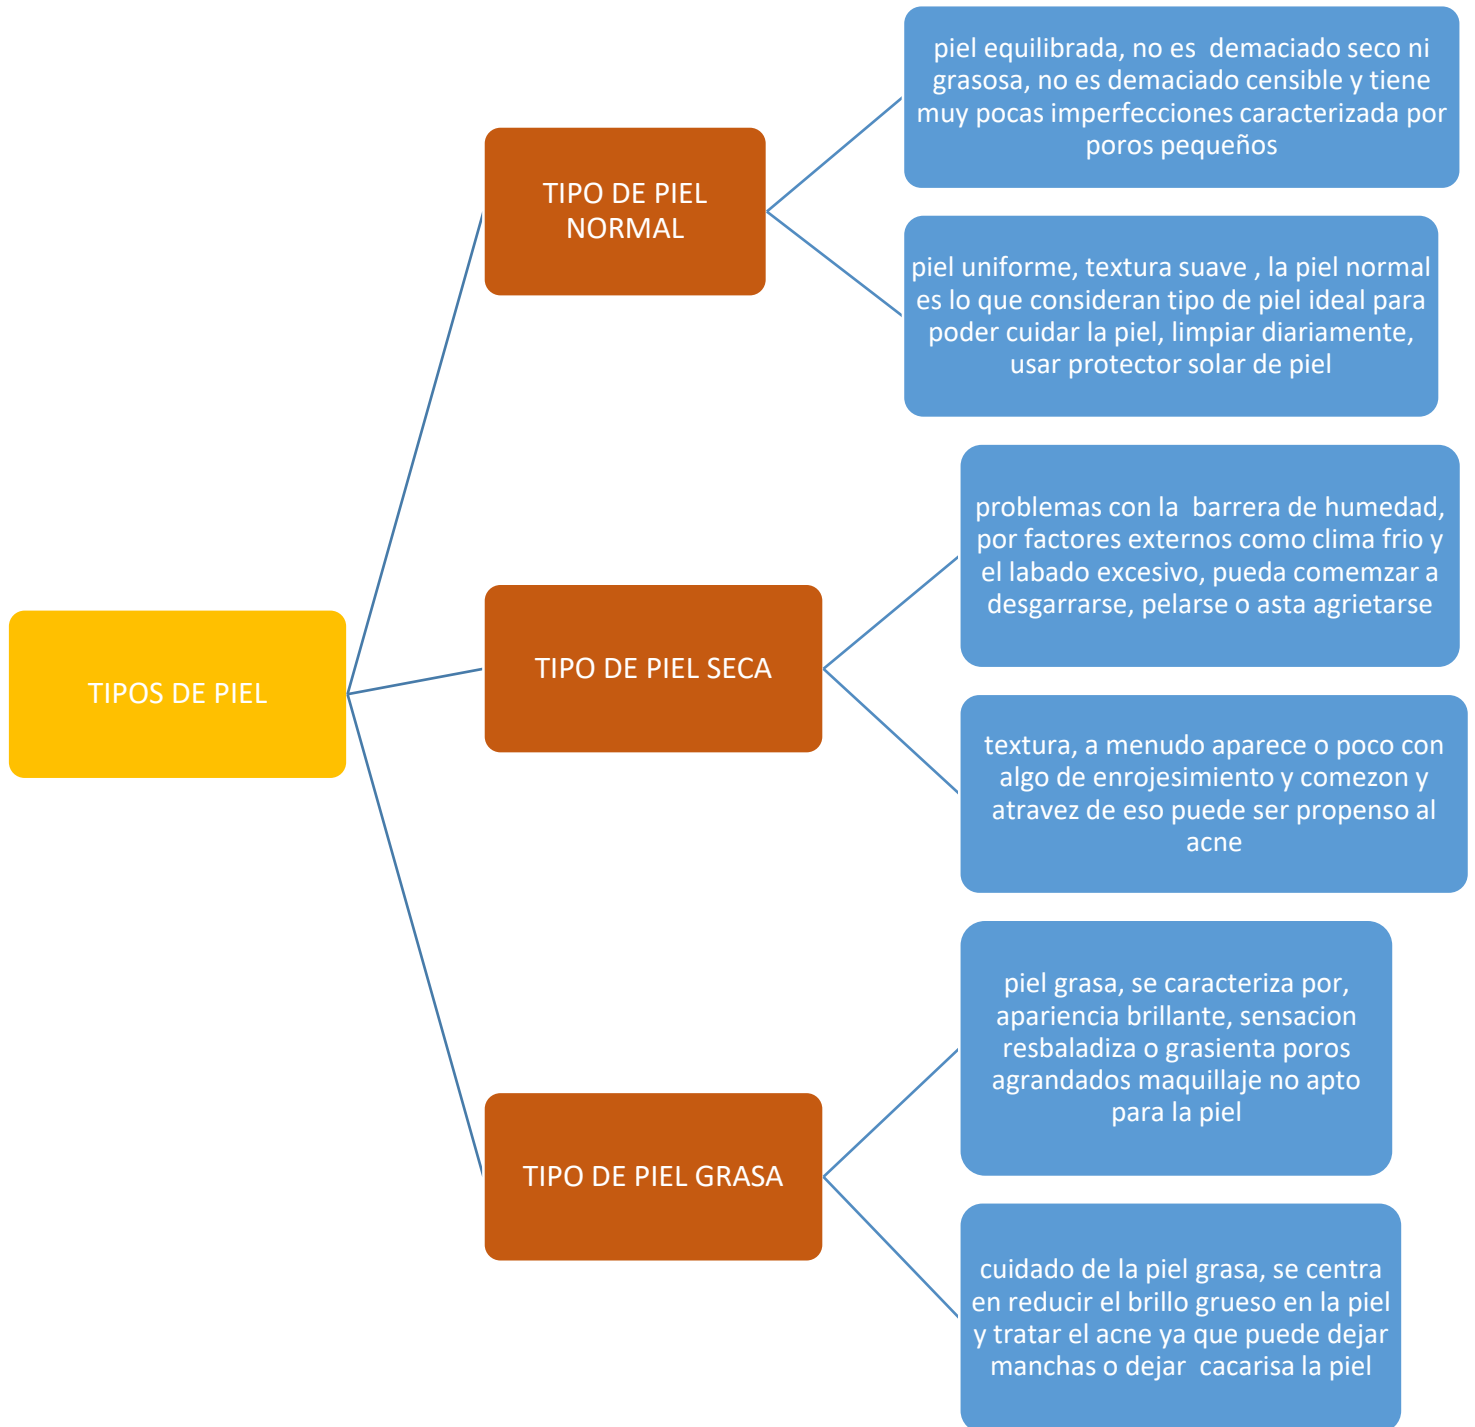 TIPOS DE PIEL
TIPO DE PIEL
NORMAL
piel equilibrada, no es  demaciado seco ni
grasosa, no es demaciado censible y tiene
muy pocas imperfecciones caracterizada por
poros pequeños
piel uniforme, textura suave , la piel normal
es lo que consideran tipo de piel ideal para
poder cuidar la piel, limpiar diariamente,
usar protector solar de piel
TIPO DE PIEL SECA
problemas con la  barrera de humedad,
por factores externos como clima frio y
el labado excesivo, pueda comemzar a
desgarrarse, pelarse o asta agrietarse
textura, a menudo aparece o poco con
algo de enrojesimiento y comezon y
atravez de eso puede ser propenso al
acne
TIPO DE PIEL GRASA
piel grasa, se caracteriza por,
apariencia brillante, sensacion
resbaladiza o grasienta poros
agrandados maquillaje no apto
para la piel
cuidado de la piel grasa, se centra
en reducir el brillo grueso en la piel
y tratar el acne ya que puede dejar
manchas o dejar  cacarisa la piel